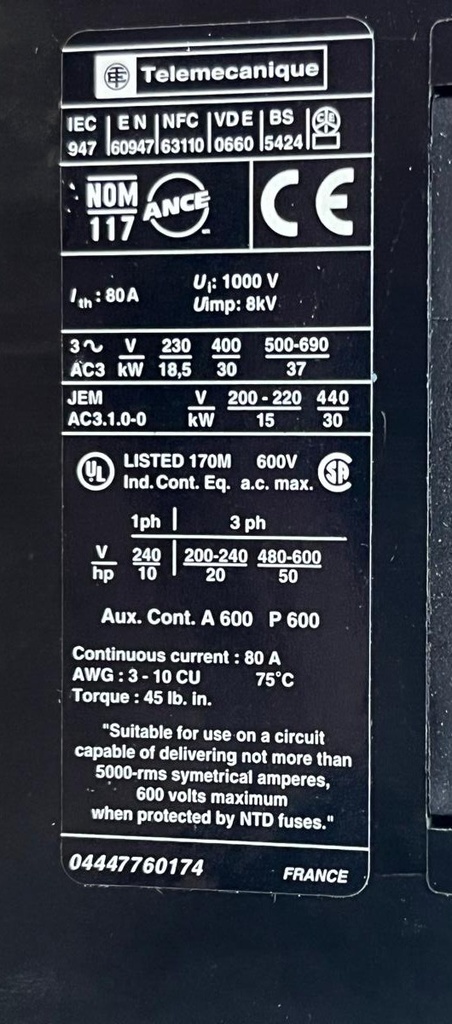 Telemecanique
IEC EN NFC VDE BS
947 60947 63110 0660 5424
NOM
117
ANCE
CE
Ith : 80A Ui: 1000 V
Uimp: 8kV
3~ V 230 400 500-690
AC3 kW 18,5 30 37
JEM V 200 - 220 440
AC3.1.0-0 kW 15 30
UL LISTED 170M 600V SA
Ind. Cont. Eq. a.c. max.
1ph 3 ph
V 240 200-240 480-600
hp 10 20 50
Aux. Cont. A 600 P 600
Continuous current : 80 A
AWG : 3 - 10 CU 75°C
Torque : 45 lb. in.
"Suitable for use on a circuit
capable of delivering not more than
5000-rms symetrical amperes,
600 volts maximum
when protected by NTD fuses."
04447760174 FRANCE